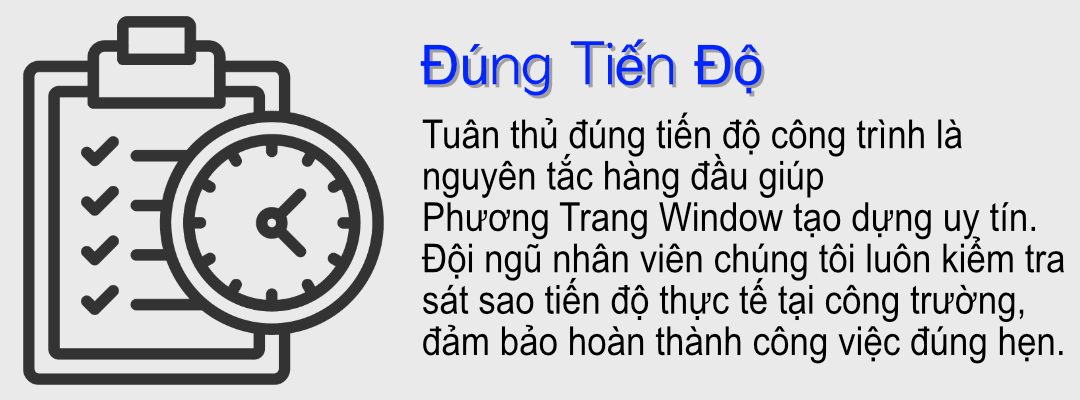 Đúng Tiến Độ
Tuân thủ đúng tiến độ công trình là
nguyên tắc hàng đầu giúp
Phương Trang Window tạo dựng uy tín.
Đội ngũ nhân viên chúng tôi luôn kiểm tra
sát sao tiến độ thực tế tại công trường,
đảm bảo hoàn thành công việc đúng hẹn.